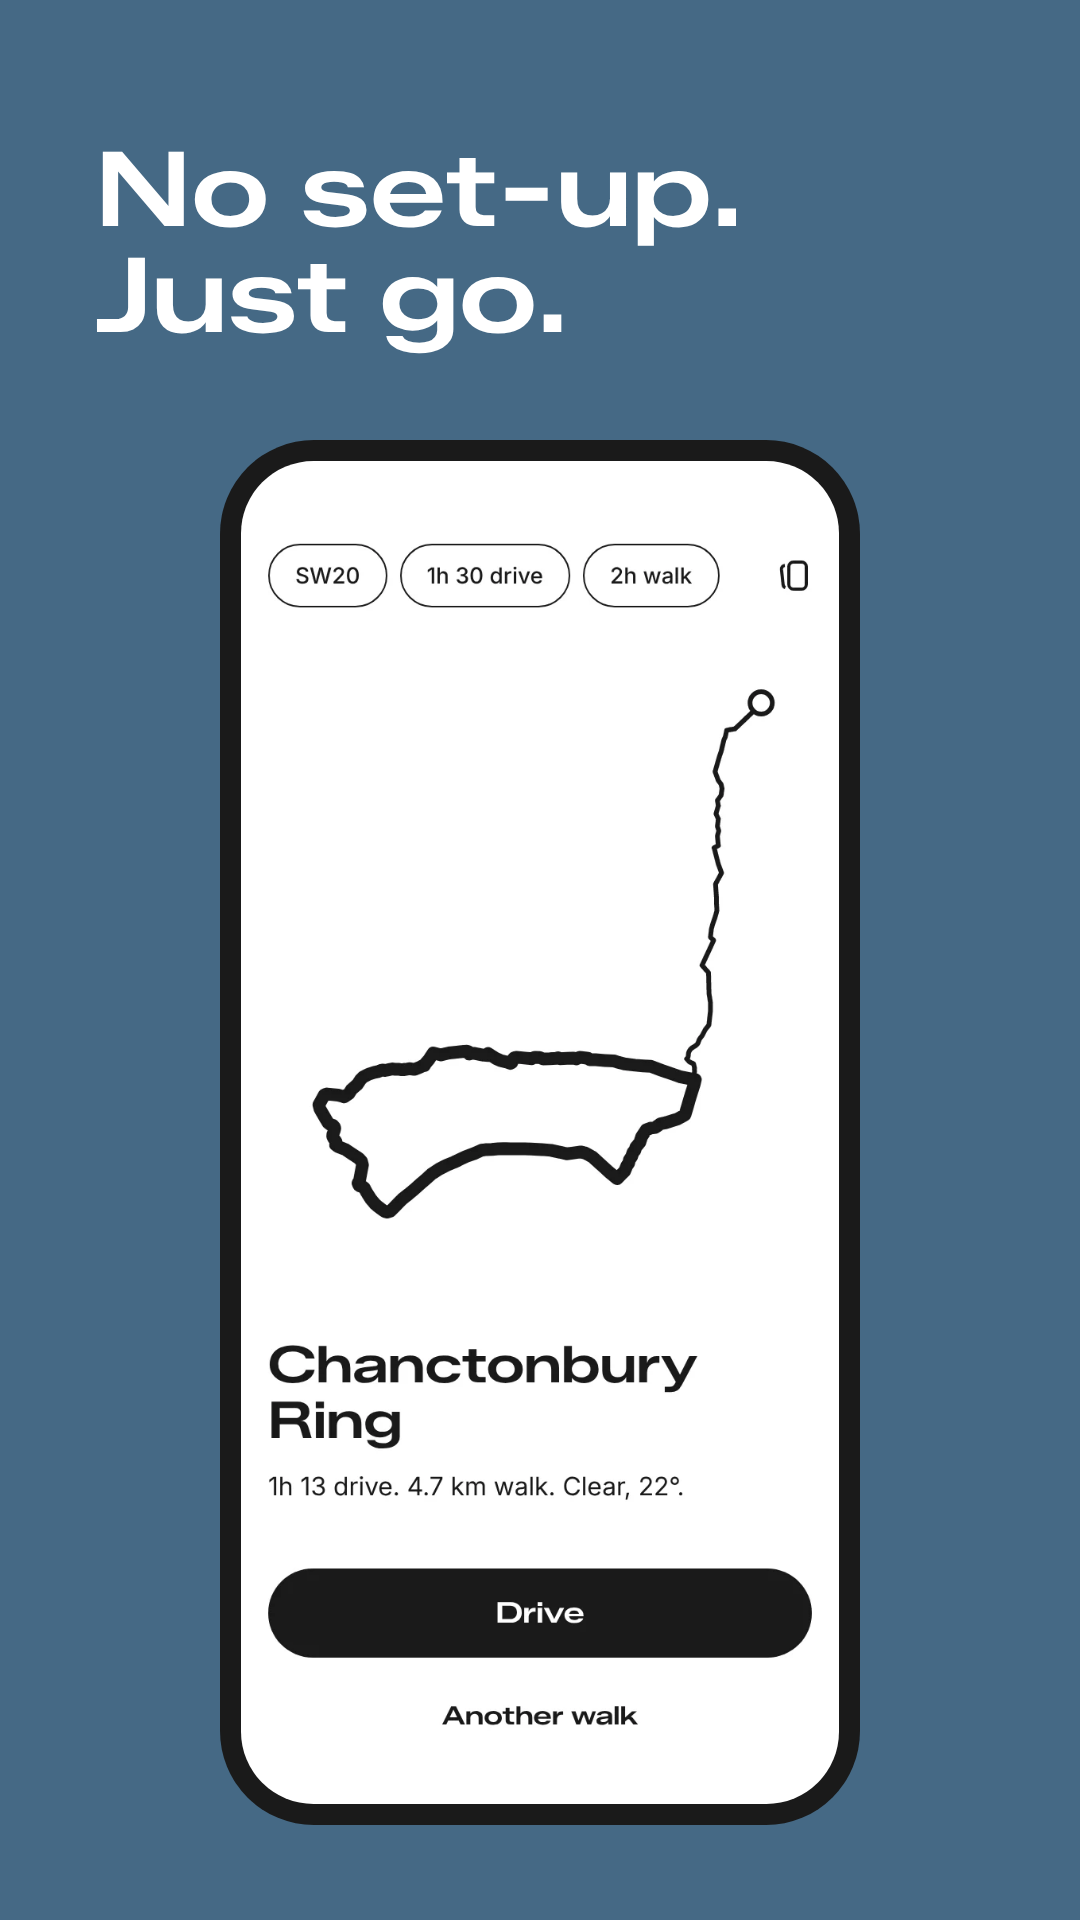 No set-up.
Just go.
SW20
1h 30 drive
2h walk
Chanctonbury
Ring
1h 13 drive. 4.7 km walk. Clear, 22°.
Drive
Another walk